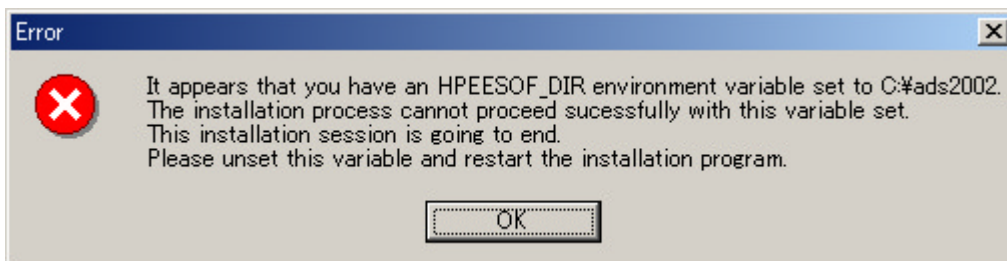 Error
It appears that you have an HPEESOF_DIR environment variable set to C:¥ads2002.
The installation process cannot proceed sucessfully with this variable set.
This installation session is going to end.
Please unset this variable and restart the installation program.
OK